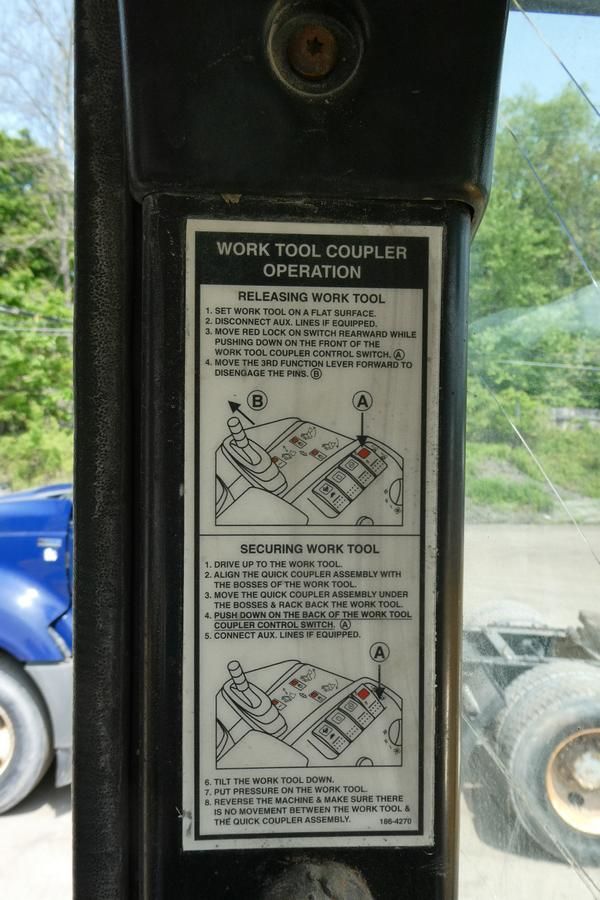 WORK TOOL COUPLER
OPERATION
RELEASING WORK TOOL
1. SET WORK TOOL ON A FLAT SURFACE.
2. DISCONNECT AUX. LINES IF EQUIPPED.
3. MOVE RED LOCK ON SWITCH REARWARD WHILE
PUSHING DOWN ON THE FRONT OF THE
WORK TOOL COUPLER CONTROL SWITCH. Ⓐ
4. MOVE THE 3RD FUNCTION LEVER FORWARD TO
DISENGAGE THE PINS. Ⓑ
Ⓑ Ⓐ
SECURING WORK TOOL
1. DRIVE UP TO THE WORK TOOL.
2. ALIGN THE QUICK COUPLER ASSEMBLY WITH
THE BOSSES OF THE WORK TOOL.
3. MOVE THE QUICK COUPLER ASSEMBLY UNDER
THE BOSSES & RACK BACK THE WORK TOOL.
4. PUSH DOWN ON THE BACK OF THE WORK TOOL
COUPLER CONTROL SWITCH. Ⓐ
5. CONNECT AUX. LINES IF EQUIPPED.
Ⓐ
6. TILT THE WORK TOOL DOWN.
7. PUT PRESSURE ON THE WORK TOOL.
8. REVERSE THE MACHINE & MAKE SURE THERE
IS NO MOVEMENT BETWEEN THE WORK TOOL &
THE QUICK COUPLER ASSEMBLY. 186-4270